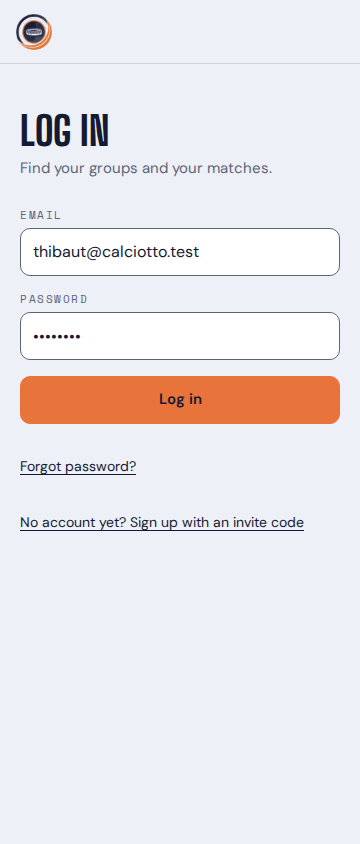 LOG IN
Find your groups and your matches.
EMAIL
thibaut@calciotto.test
PASSWORD
••••••••
Log in
Forgot password?
No account yet? Sign up with an invite code